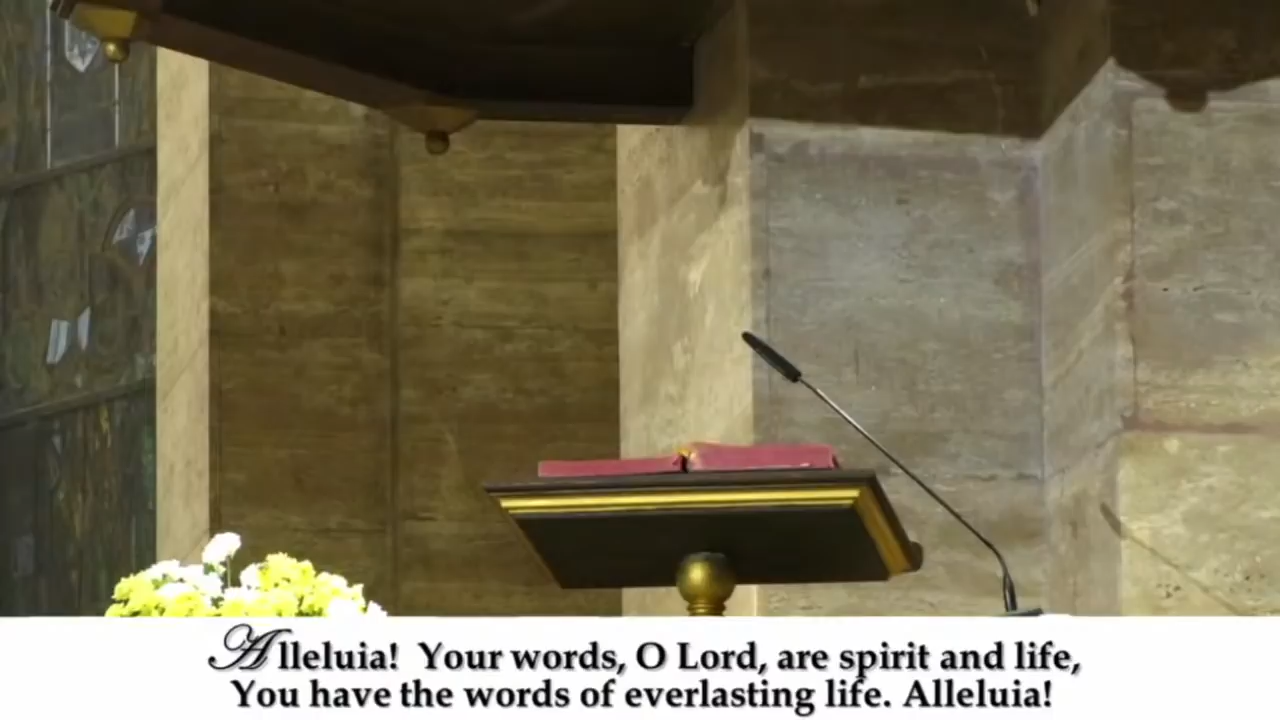 Alleluia! Your words, O Lord, are spirit and life,
You have the words of everlasting life. Alleluia!